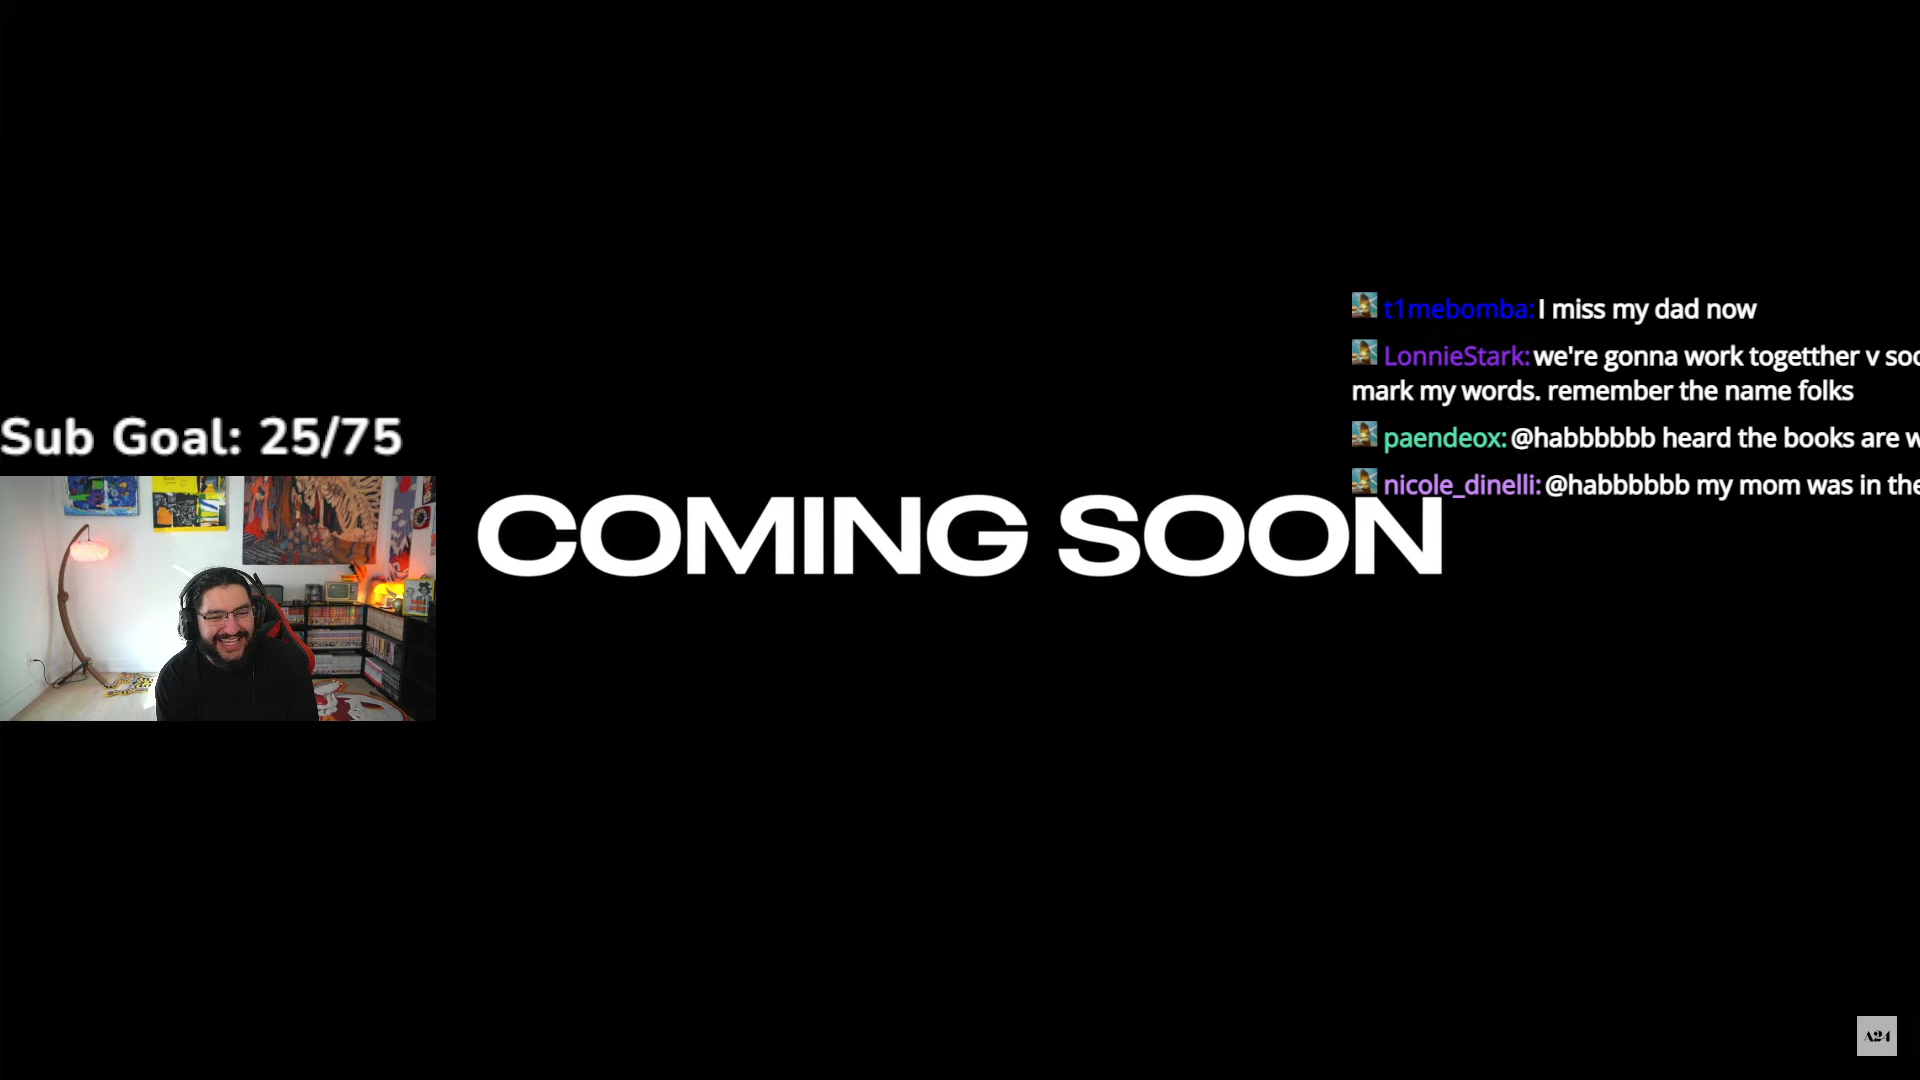 t1mebomba: I miss my dad now
LonnieStark: we're gonna work togetther v soo
mark my words. remember the name folks
paendeox: @habbbbbb heard the books are w
nicole_dinelli: @habbbbbb my mom was in the
Sub Goal: 25/75
COMING SOON
A24